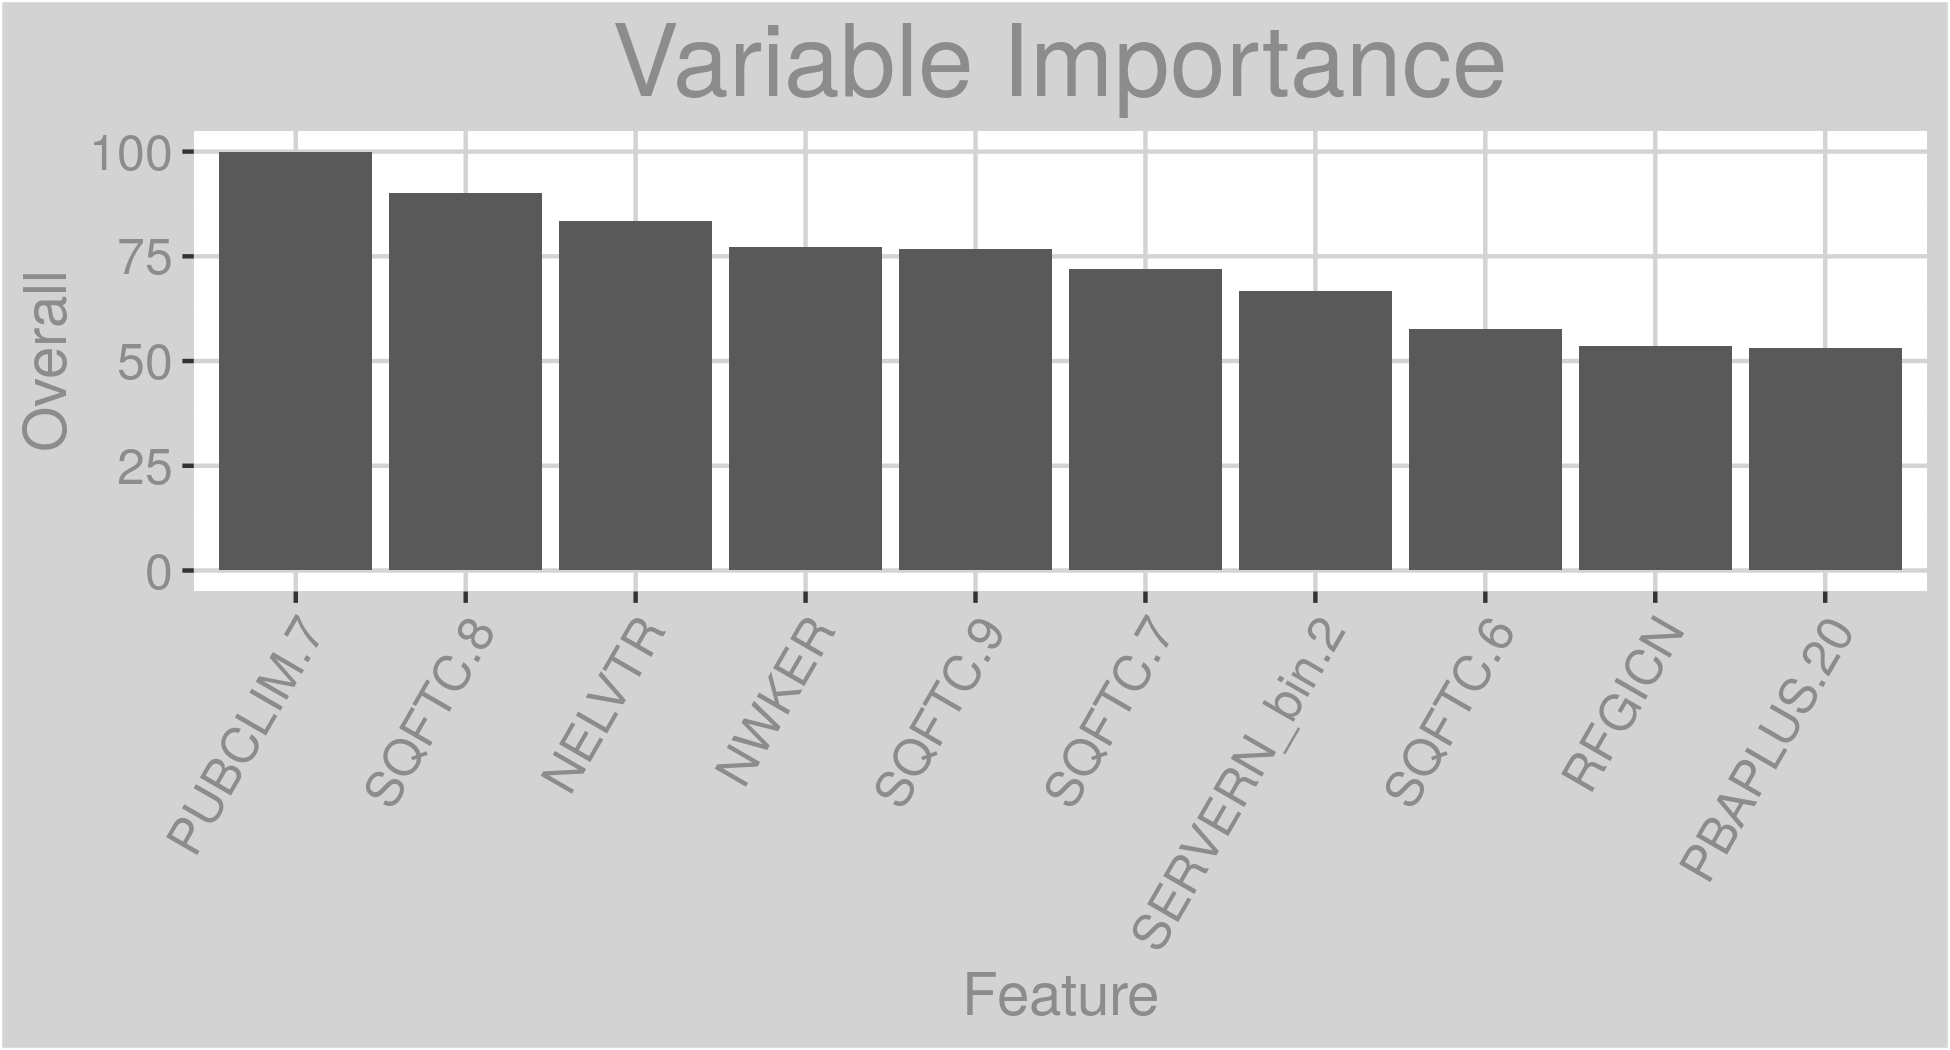 Variable Importance
Overall
100
75
50
25
0
PUBCLIM.7
SQFTC.8
NELVTR
NWKER
SQFTC.9
SQFTC.7
SERVERN_bin.2
SQFTC.6
RFGICN
PBAPLUS.20
Feature